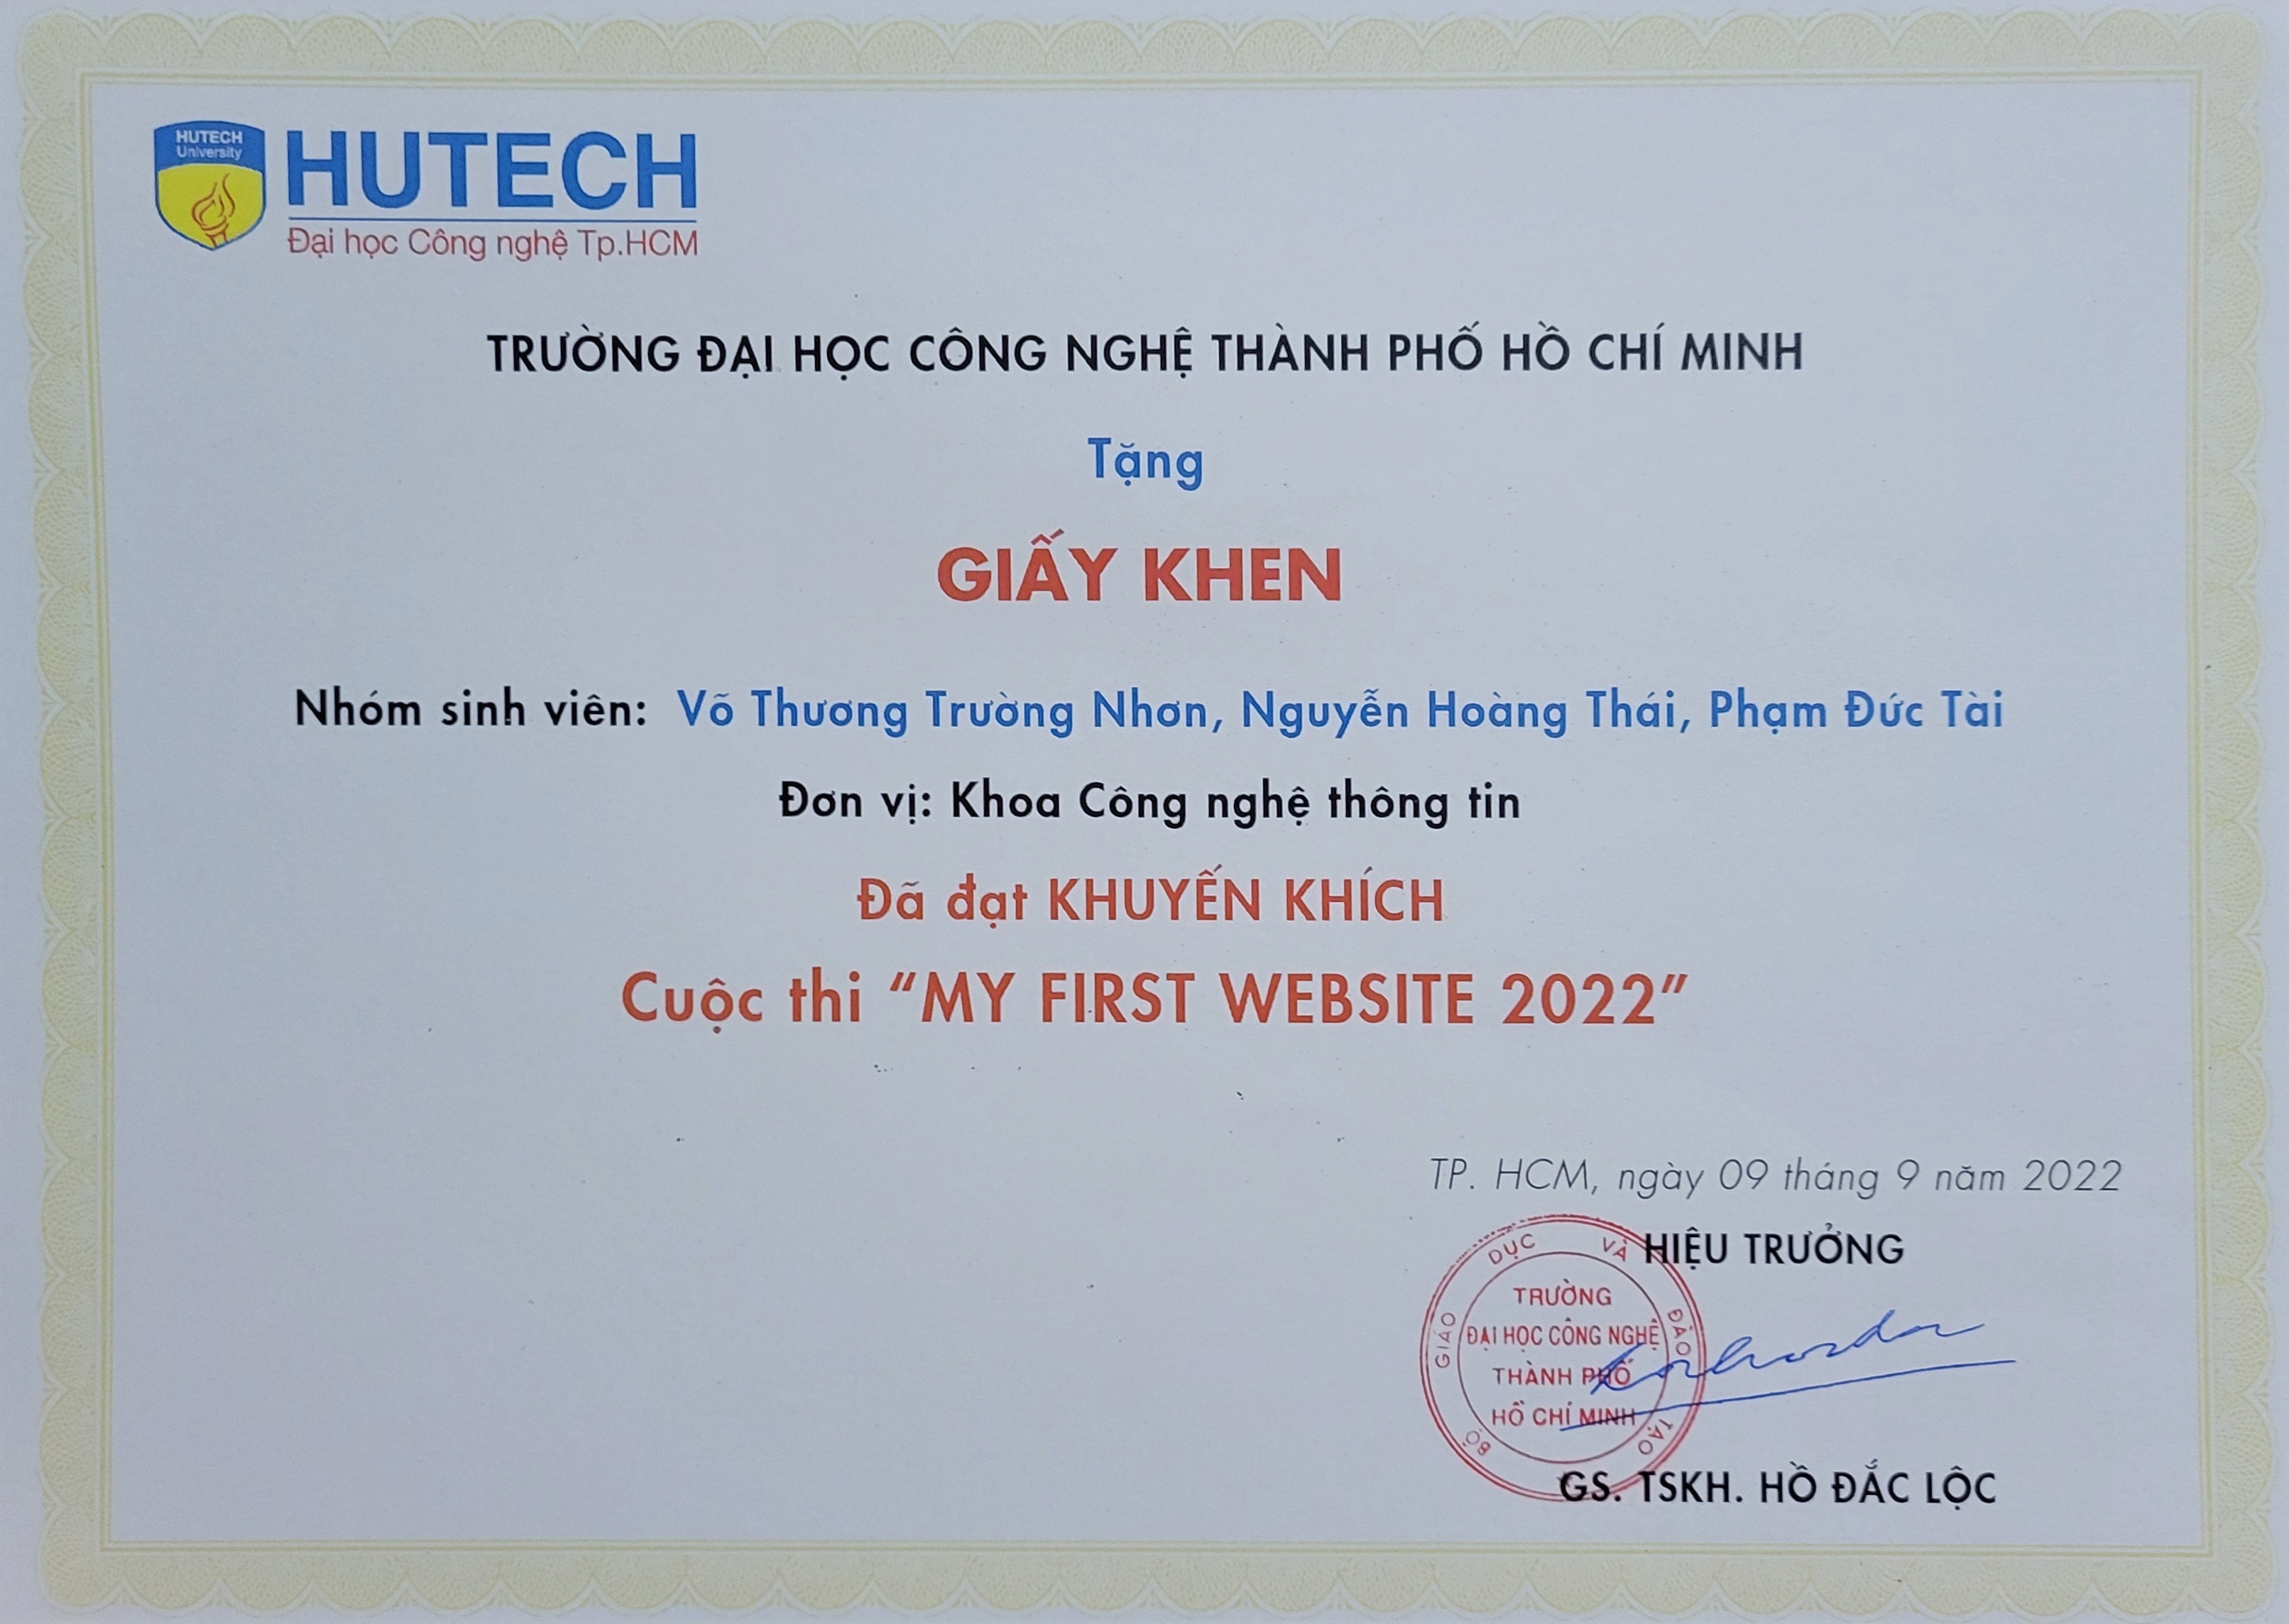 HUTECH
University
HUTECH
Đại học Công nghệ Tp.HCM
TRƯỜNG ĐẠI HỌC CÔNG NGHỆ THÀNH PHỐ HỒ CHÍ MINH
Tặng
GIẤY KHEN
Nhóm sinh viên: Võ Thương Trường Nhơn, Nguyễn Hoàng Thái, Phạm Đức Tài
Đơn vị: Khoa Công nghệ thông tin
Đã đạt KHUYẾN KHÍCH
Cuộc thi “MY FIRST WEBSITE 2022”
TP. HCM, ngày 09 tháng 9 năm 2022
HIỆU TRƯỞNG
BỘ GIÁO DỤC VÀ ĐÀO TẠO
TRƯỜNG
ĐẠI HỌC CÔNG NGHỆ
THÀNH PHỐ
HỒ CHÍ MINH
GS. TSKH. HỒ ĐẮC LỘC